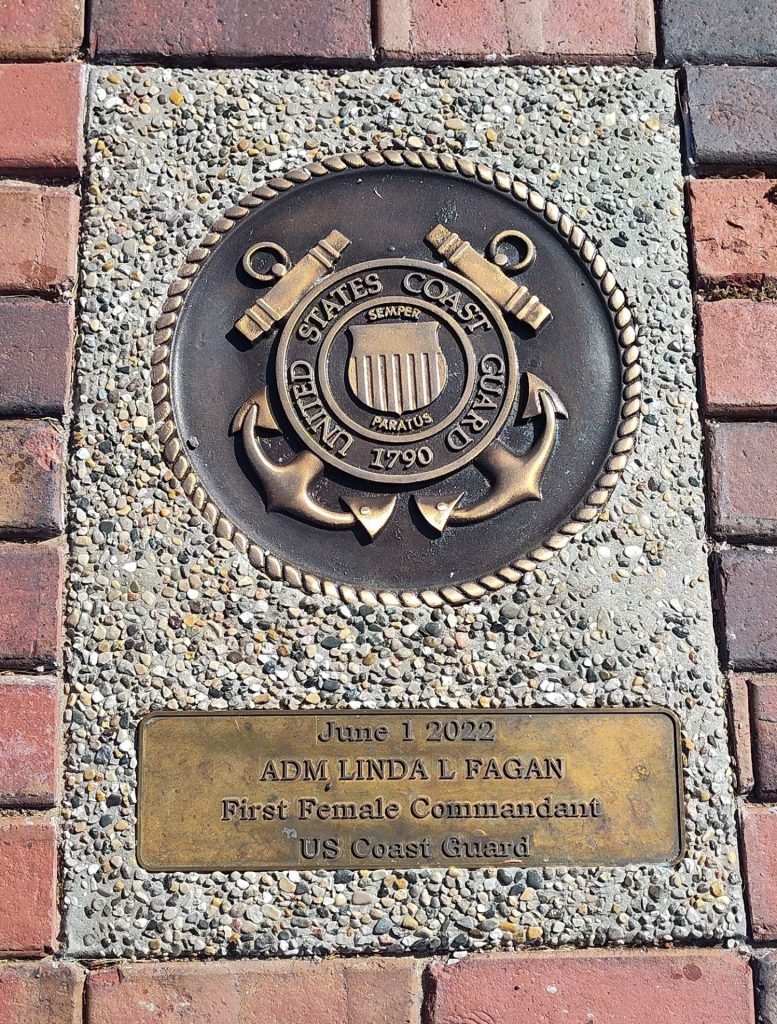 UNITED STATES COAST GUARD
1790
SEMPER
PARATUS
June 1 2022
ADM LINDA L FAGAN
First Female Commandant
US Coast Guard